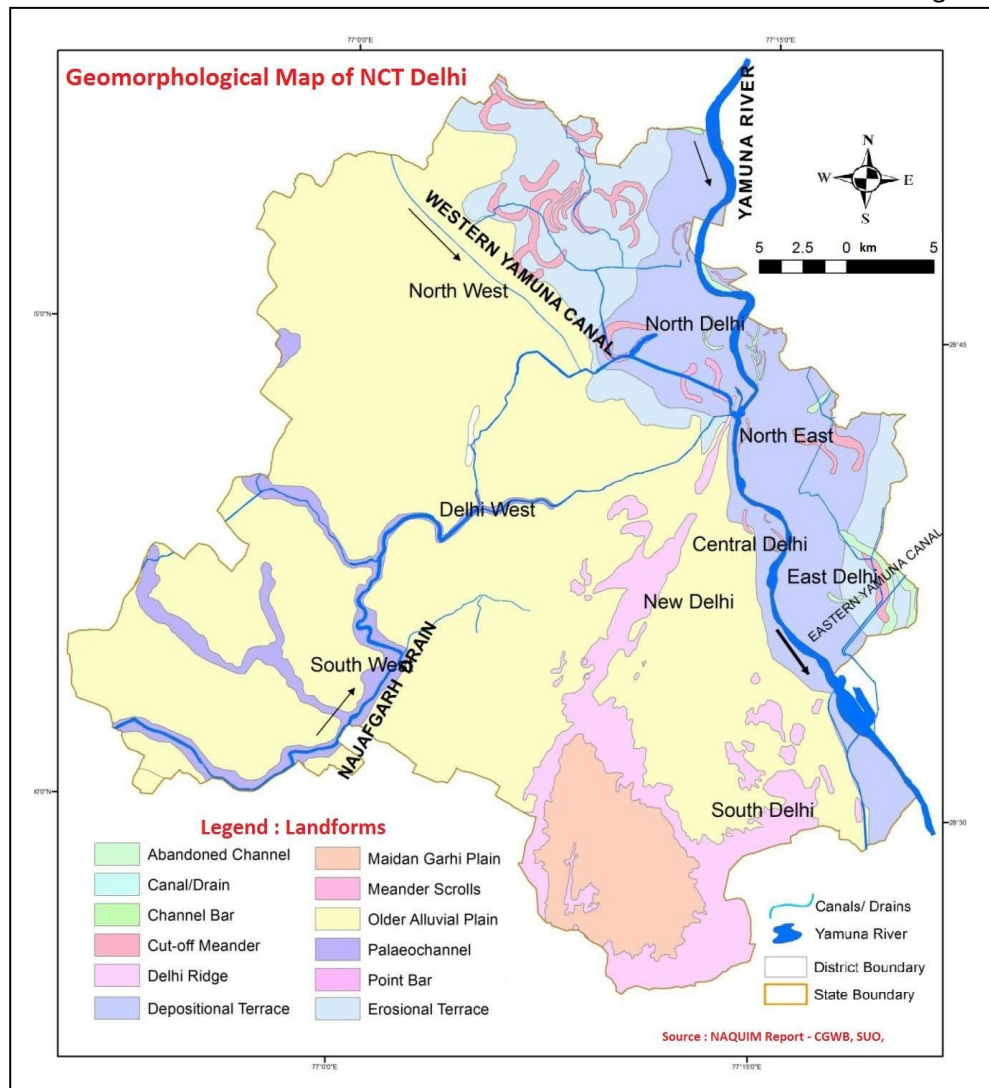 77°0'0"E
77°15'0"E
Geomorphological Map of NCT Delhi
YAMUNA RIVER
N
W
E
S
5 2.5 0 km 5
WESTERN YAMUNA CANAL
North West
North Delhi
28°45
North East
Delhi West
Central Delhi
East Delhi
EASTERN YAMUNA CANAL
New Delhi
South West
NAJAFGARH DRAIN
South Delhi
28°30
Legend : Landforms
Abandoned Channel
Canal/Drain
Channel Bar
Cut-off Meander
Delhi Ridge
Depositional Terrace
Maidan Garhi Plain
Meander Scrolls
Older Alluvial Plain
Palaeochannel
Point Bar
Erosional Terrace
Canals/ Drains
Yamuna River
District Boundary
State Boundary
Source : NAQUIM Report - CGWB, SUO,
77°0'0"E
77°15'0"E